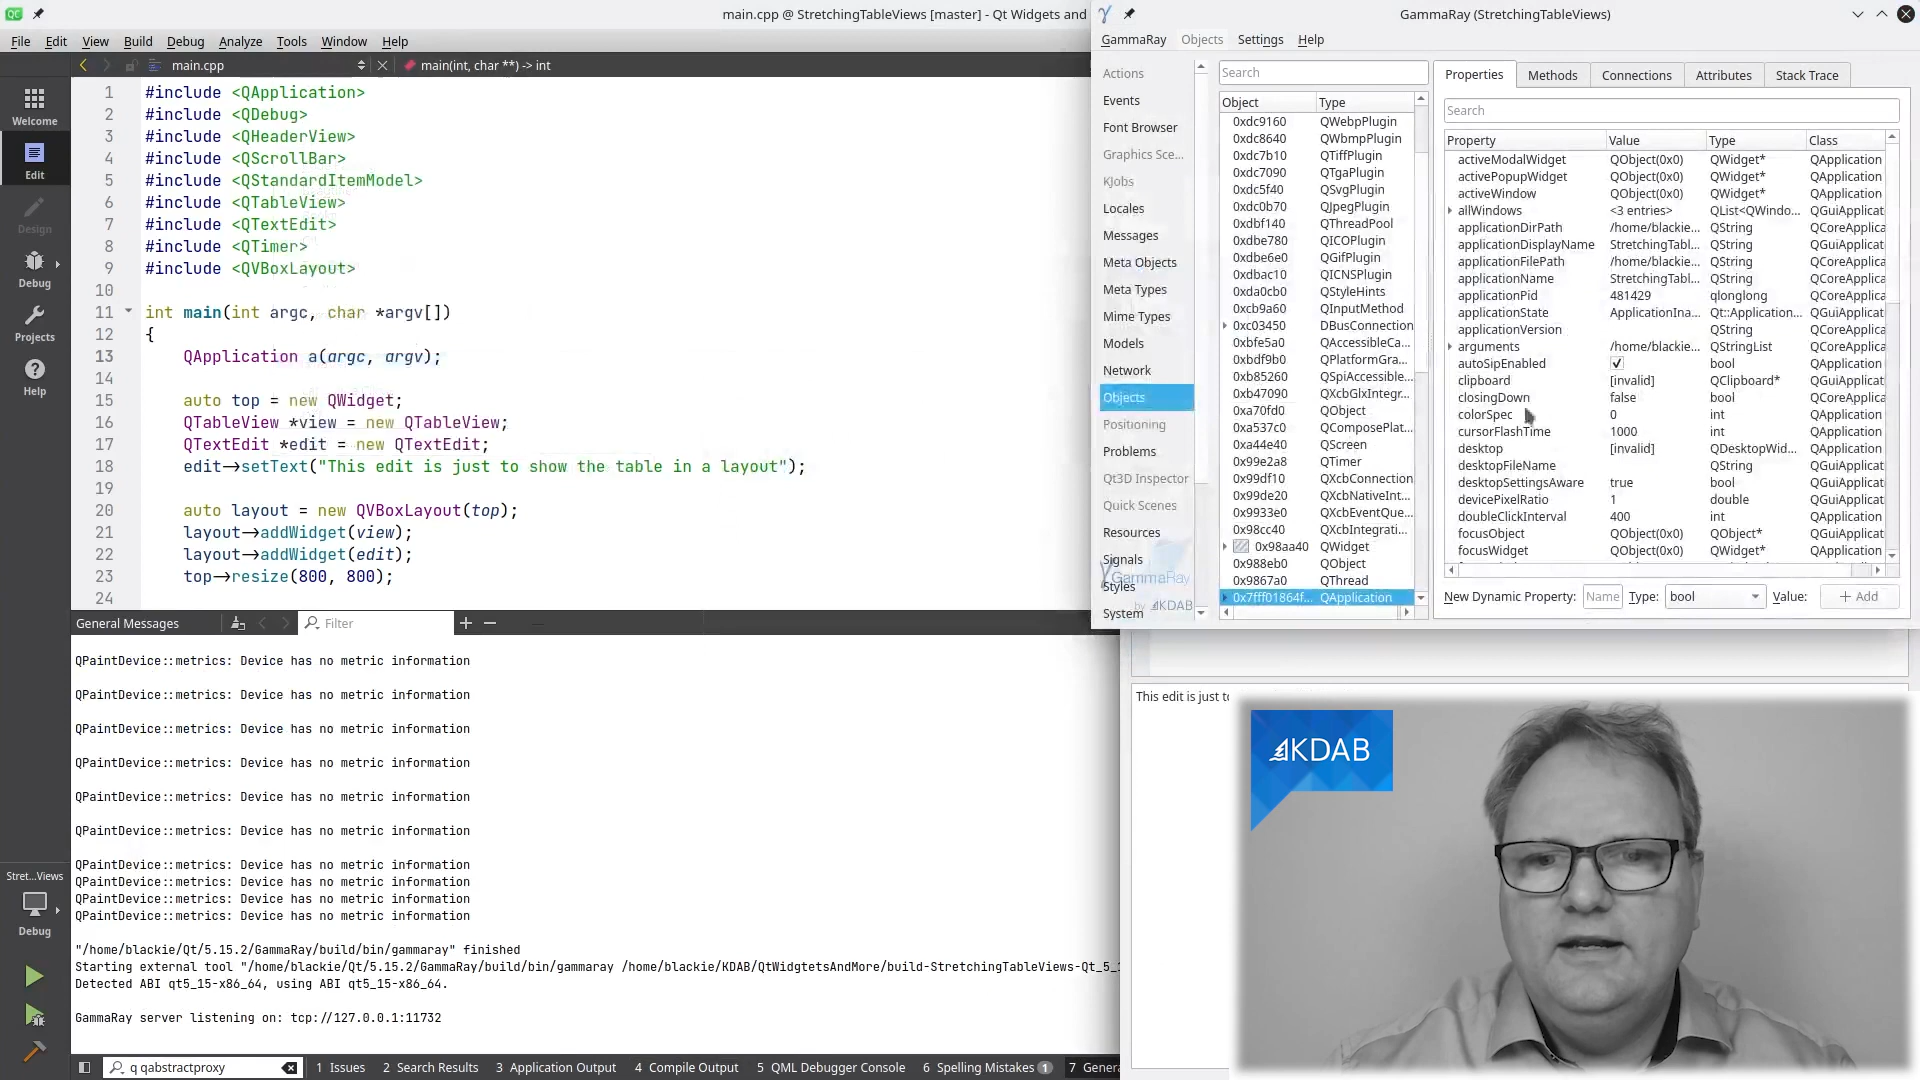 main.cpp @ StretchingTableViews [master] - Qt Widgets and
File Edit View Build Debug Analyze Tools Window Help
main.cpp
main(int, char **) -> int
Welcome
Edit
Design
Debug
Projects
Help
1 #include <QApplication>
2 #include <QDebug>
3 #include <QHeaderView>
4 #include <QScrollBar>
5 #include <QStandardItemModel>
6 #include <QTableView>
7 #include <QTextEdit>
8 #include <QTimer>
9 #include <QVBoxLayout>
10
11 int main(int argc, char *argv[])
12 {
13 QApplication a(argc, argv);
14
15 auto top = new QWidget;
16 QTableView *view = new QTableView;
17 QTextEdit *edit = new QTextEdit;
18 edit->setText("This edit is just to show the table in a layout");
19
20 auto layout = new QVBoxLayout(top);
21 layout->addWidget(view);
22 layout->addWidget(edit);
23 top->resize(800, 800);
24
General Messages
Filter
QPaintDevice::metrics: Device has no metric information
QPaintDevice::metrics: Device has no metric information
QPaintDevice::metrics: Device has no metric information
QPaintDevice::metrics: Device has no metric information
QPaintDevice::metrics: Device has no metric information
QPaintDevice::metrics: Device has no metric information
QPaintDevice::metrics: Device has no metric information
QPaintDevice::metrics: Device has no metric information
QPaintDevice::metrics: Device has no metric information
QPaintDevice::metrics: Device has no metric information
"/home/blackie/Qt/5.15.2/GammaRay/build/bin/gammaray" finished
Starting external tool "/home/blackie/Qt/5.15.2/GammaRay/build/bin/gammaray /home/blackie/KDAB/QtWidgtetsAndMore/build-StretchingTableViews-Qt_5_1
Detected ABI qt5_15-x86_64, using ABI qt5_15-x86_64.
GammaRay server listening on: tcp://127.0.0.1:11732
Stret...Views
Debug
q qabstractproxy
1 Issues 2 Search Results 3 Application Output 4 Compile Output 5 QML Debugger Console 6 Spelling Mistakes 1 7 Genera
GammaRay (StretchingTableViews)
GammaRay Objects Settings Help
Actions
Events
Font Browser
Graphics Sce...
KJobs
Locales
Messages
Meta Objects
Meta Types
Mime Types
Models
Network
Objects
Positioning
Problems
Qt3D Inspector
Quick Scenes
Resources
Signals
Styles
System
GammaRay
by KDAB
Search
Object Type
0xdc9160 QWebpPlugin
0xdc8640 QWbmpPlugin
0xdc7b10 QTiffPlugin
0xdc7090 QTgaPlugin
0xdc5f40 QSvgPlugin
0xdc0b70 QJpegPlugin
0xdbf140 QThreadPool
0xdbe780 QICOPlugin
0xdbe6e0 QGifPlugin
0xdbac10 QICNSPlugin
0xda0cb0 QStyleHints
0xcb9a60 QInputMethod
0xc03450 DBusConnection
0xbfe5a0 QAccessibleCa...
0xbdf9b0 QPlatformGra...
0xb85260 QSpiAccessible...
0xb47090 QXcbGlxIntegr...
0xa70fd0 QObject
0xa537c0 QComposePlat...
0xa44e40 QScreen
0x99e2a8 QTimer
0x99df10 QXcbConnection
0x99de20 QXcbNativeInt...
0x9933e0 QXcbEventQue...
0x98cc40 QXcbIntegrati...
0x98aa40 QWidget
0x988eb0 QObject
0x9867a0 QThread
0x7fff01864f... QApplication
Properties Methods Connections Attributes Stack Trace
Search
Property Value Type Class
activeModalWidget QObject(0x0) QWidget* QApplication
activePopupWidget QObject(0x0) QWidget* QApplication
activeWindow QObject(0x0) QWidget* QApplication
allWindows <3 entries> QList<QWindo... QGuiApplicat
applicationDirPath /home/blackie... QString QCoreApplica
applicationDisplayName StretchingTabl... QString QGuiApplicat
applicationFilePath /home/blackie... QString QCoreApplica
applicationName StretchingTabl... QString QCoreApplica
applicationPid 481429 qlonglong QCoreApplica
applicationState ApplicationIna... Qt::Application... QGuiApplicat
applicationVersion QString QCoreApplica
arguments /home/blackie... QStringList QCoreApplica
autoSipEnabled bool QApplication
clipboard [invalid] QClipboard* QGuiApplicat
closingDown false bool QCoreApplica
colorSpec 0 int QApplication
cursorFlashTime 1000 int QApplication
desktop [invalid] QDesktopWid... QApplication
desktopFileName QString QGuiApplicat
desktopSettingsAware true bool QGuiApplicat
devicePixelRatio 1 double QGuiApplicat
doubleClickInterval 400 int QApplication
focusObject QObject(0x0) QObject* QGuiApplicat
focusWidget QObject(0x0) QWidget* QApplication
New Dynamic Property: Name Type: bool Value: + Add
This edit is just to
KDAB